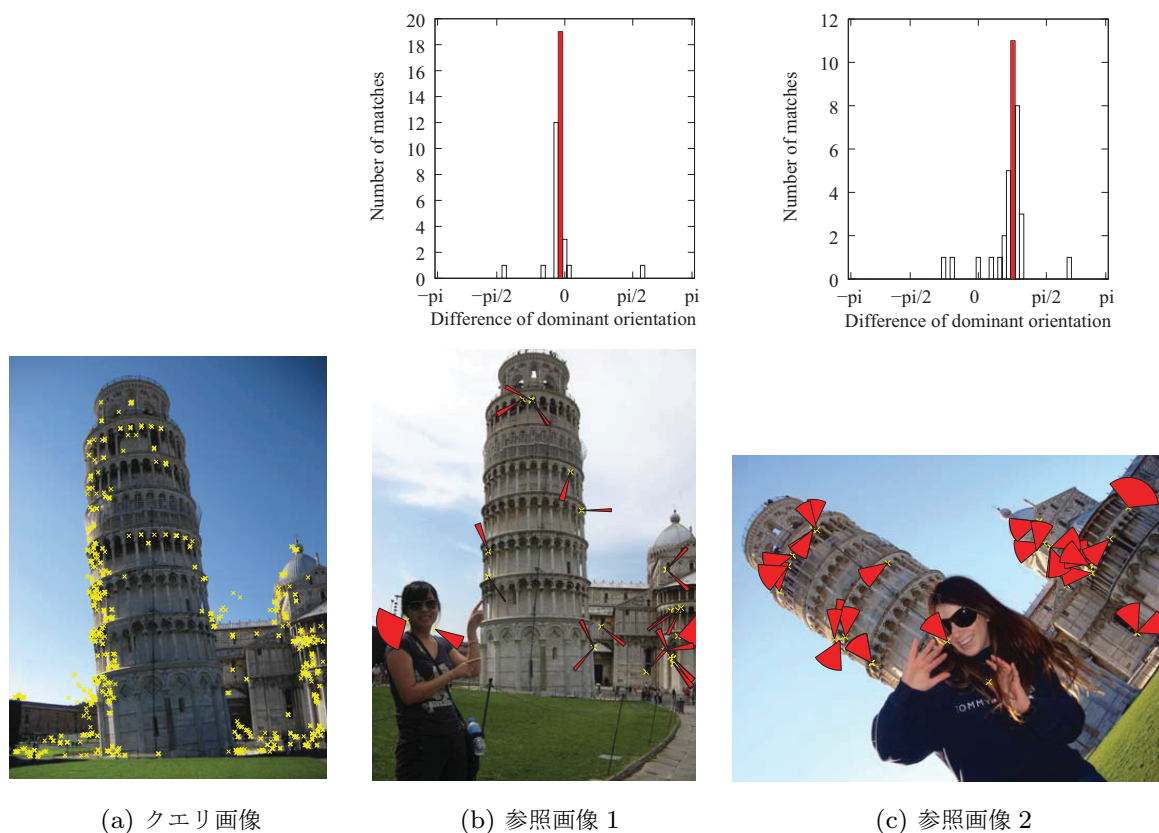 20
18
16
14
12
10
8
6
4
2
0
Number of matches
−pi −pi/2 0 pi/2 pi
Difference of dominant orientation
12
10
8
6
4
2
0
Number of matches
−pi −pi/2 0 pi/2 pi
Difference of dominant orientation
TOMMY
(a) クエリ画像
(b) 参照画像 1
(c) 参照画像 2